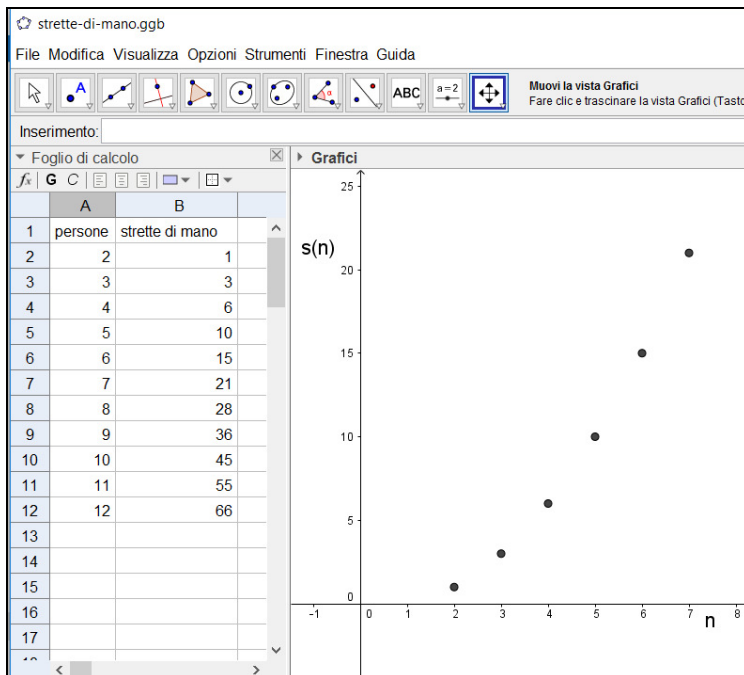 strette-di-mano.ggb
File Modifica Visualizza Opzioni Strumenti Finestra Guida
A
α
ABC
a=2
Muovi la vista Grafici
Fare clic e trascinare la vista Grafici (Tasto
Inserimento:
Foglio di calcolo
fx G C
A B
1 persone strette di mano
2 2 1
3 3 3
4 4 6
5 5 10
6 6 15
7 7 21
8 8 28
9 9 36
10 10 45
11 11 55
12 12 66
13
14
15
16
17
Grafici
s(n)
25
20
15
10
5
0
-1 0 1 2 3 4 5 6 7 8
n